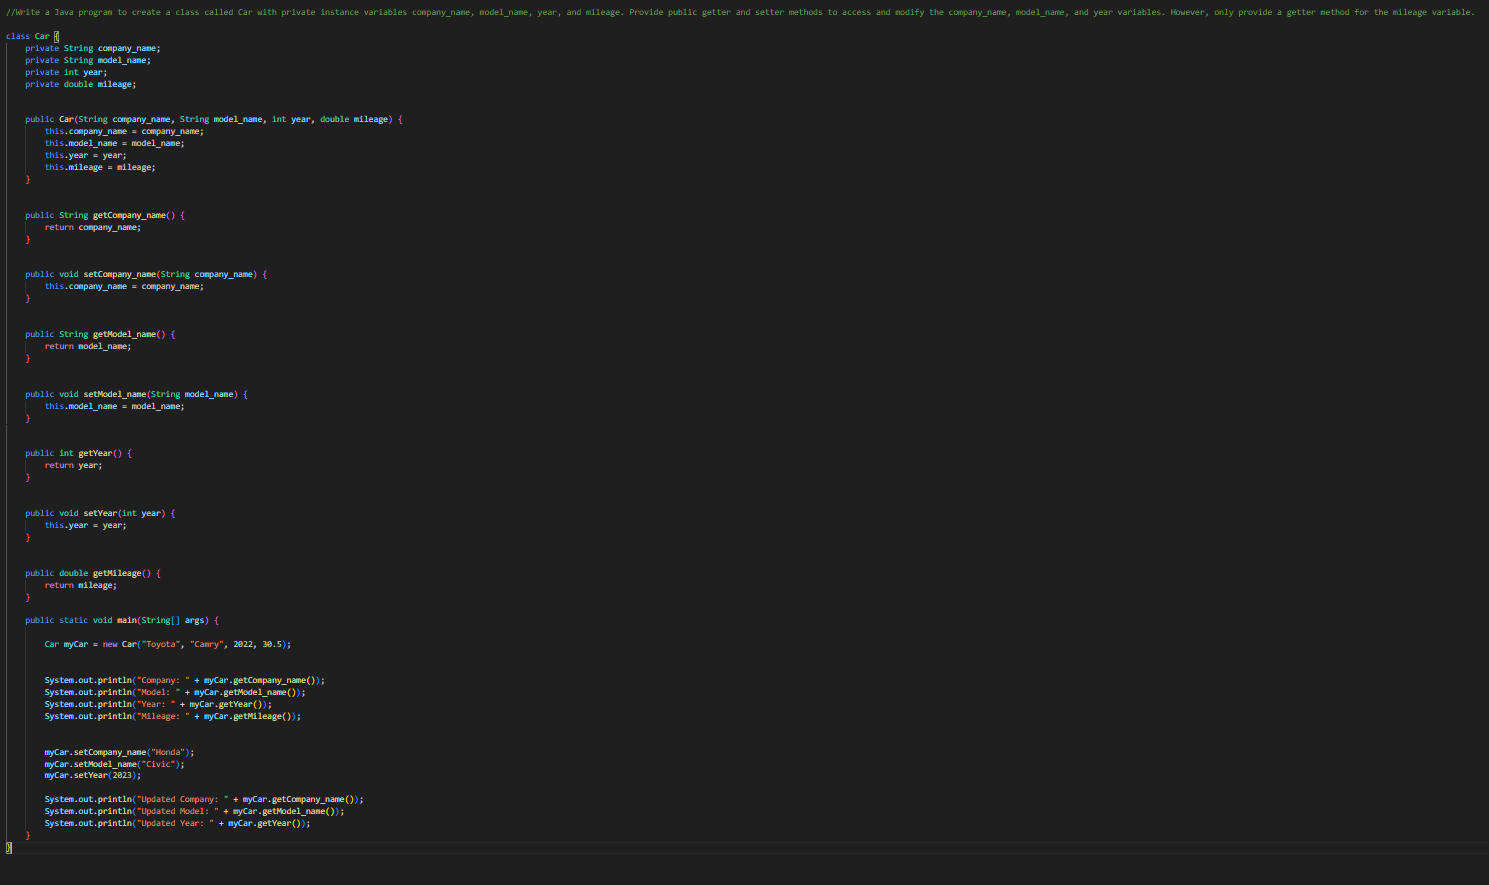 //Write a Java program to create a class called Car with private instance variables company_name, model_name, year, and mileage. Provide public getter and setter methods to access and modify the company_name, model_name, and year variables. However, only provide a getter method for the mileage variable.
class Car {
    private String company_name;
    private String model_name;
    private int year;
    private double mileage;
    public Car(String company_name, String model_name, int year, double mileage) {
        this.company_name = company_name;
        this.model_name = model_name;
        this.year = year;
        this.mileage = mileage;
    }
    public String getCompany_name() {
        return company_name;
    }
    public void setCompany_name(String company_name) {
        this.company_name = company_name;
    }
    public String getModel_name() {
        return model_name;
    }
    public void setModel_name(String model_name) {
        this.model_name = model_name;
    }
    public int getYear() {
        return year;
    }
    public void setYear(int year) {
        this.year = year;
    }
    public double getMileage() {
        return mileage;
    }
    public static void main(String[] args) {
        Car myCar = new Car("Toyota", "Camry", 2022, 30.5);
        System.out.println("Company: " + myCar.getCompany_name());
        System.out.println("Model: " + myCar.getModel_name());
        System.out.println("Year: " + myCar.getYear());
        System.out.println("Mileage: " + myCar.getMileage());
        myCar.setCompany_name("Honda");
        myCar.setModel_name("Civic");
        myCar.setYear(2023);
        System.out.println("Updated Company: " + myCar.getCompany_name());
        System.out.println("Updated Model: " + myCar.getModel_name());
        System.out.println("Updated Year: " + myCar.getYear());
    }
}